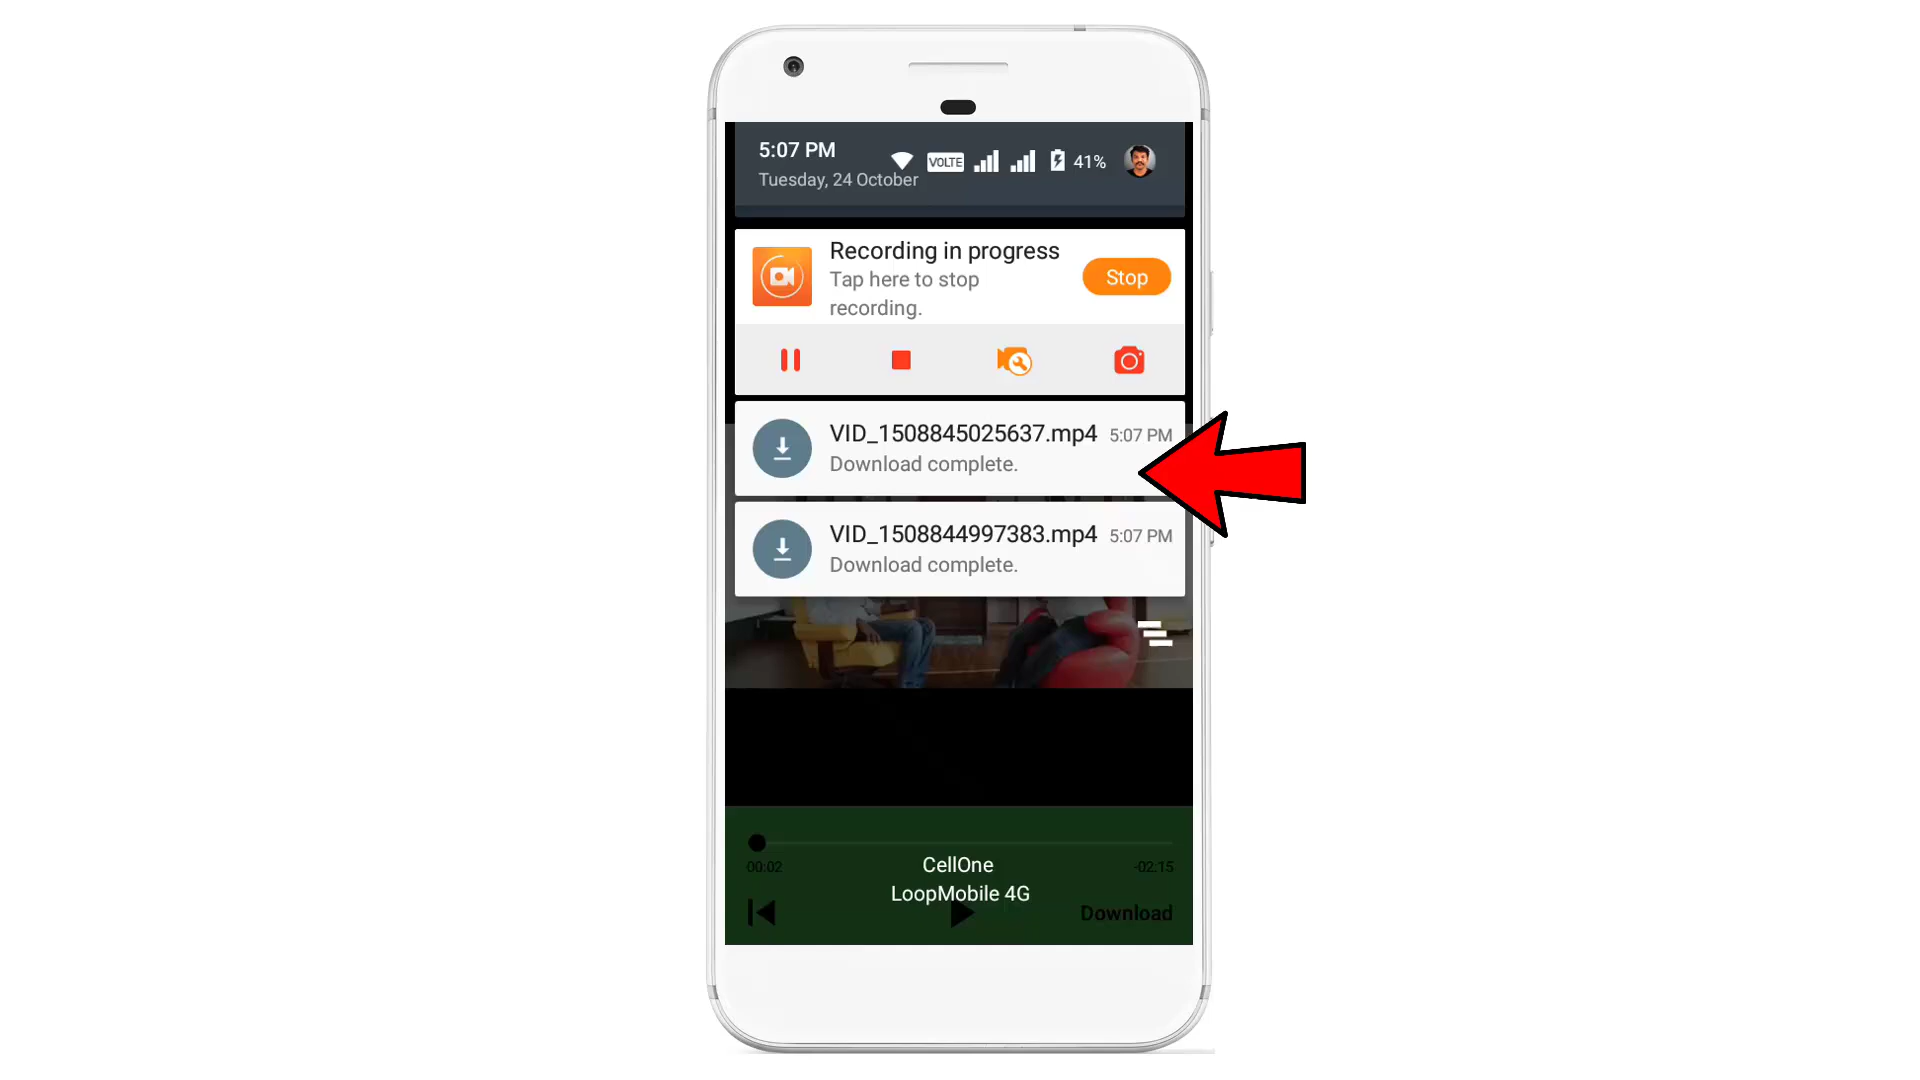 5:07 PM
VOLTE
41%
Tuesday, 24 October
Recording in progress
Tap here to stop
recording.
Stop
VID_1508845025637.mp4 5:07 PM
Download complete.
VID_1508844997383.mp4 5:07 PM
Download complete.
00:02
CellOne
-02:15
LoopMobile 4G
Download